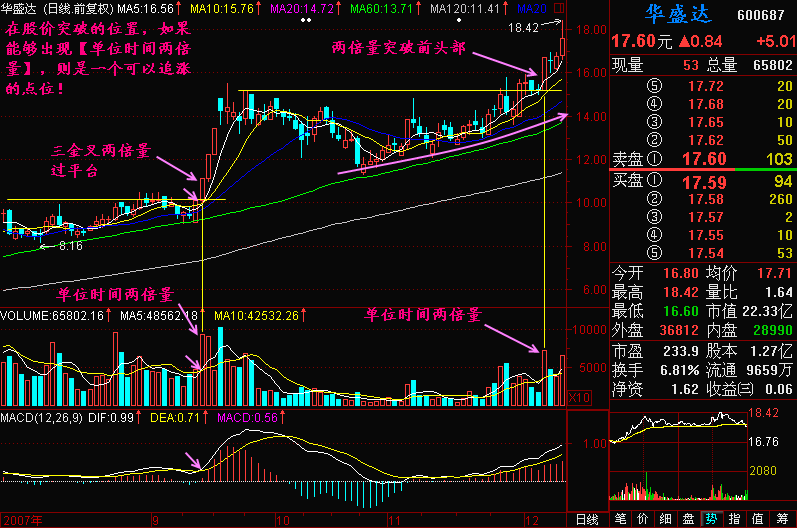 华盛达 (日线.前复权) MA5:16.56↑ MA10:15.76↑ MA20:14.72↑ MA60:13.71↑ MA120:11.41↑ MA20
在股价突破的位置，如果
能够出现【单位时间两倍
量】，则是一个可以追涨
的点位！
18.42
两倍量突破前头部
三金叉两倍量
过平台
8.16
单位时间两倍量
单位时间两倍量
18.00
16.00
14.00
12.00
10.00
8.00
6.00
VOLUME:65802.16↑ MA5:48562.18↑ MA10:42532.26↑
10000
5000
X10
MACD(12,26,9) DIF:0.99↑ DEA:0.71↑ MACD:0.56↑
1.00
2007年 9 10 11 12 日线
华盛达 600687
17.60元 ▲0.84 +5.01
现量 53 总量 65802
⑤ 17.72 20
④ 17.68 20
③ 17.65 10
② 17.62 50
卖盘① 17.60 103
买盘① 17.59 94
② 17.58 260
③ 17.57 2
④ 17.55 10
⑤ 17.54 53
今开 16.80 均价 17.71
最高 18.42 量比 1.64
最低 16.60 市值 22.33亿
外盘 36812 内盘 28990
市盈 233.9 股本 1.27亿
换手 6.81% 流通 9659万
净资 1.62 收益㈢ 0.06
18.42
16.76
2080
笔 价 细 盘 势 指 值 筹